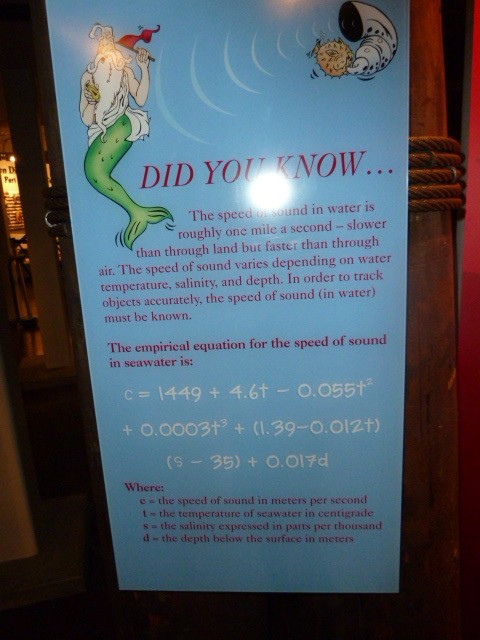 DID YOU KNOW...
The speed of sound in water is
roughly one mile a second – slower
than through land but faster than through
air. The speed of sound varies depending on water
temperature, salinity, and depth. In order to track
objects accurately, the speed of sound (in water)
must be known.
The empirical equation for the speed of sound
in seawater is:
c = 1449 + 4.6t – 0.055t²
+ 0.0003t³ + (1.39–0.012t)
(s – 35) + 0.017d
Where:
c = the speed of sound in meters per second
t = the temperature of seawater in centigrade
s = the salinity expressed in parts per thousand
d = the depth below the surface in meters